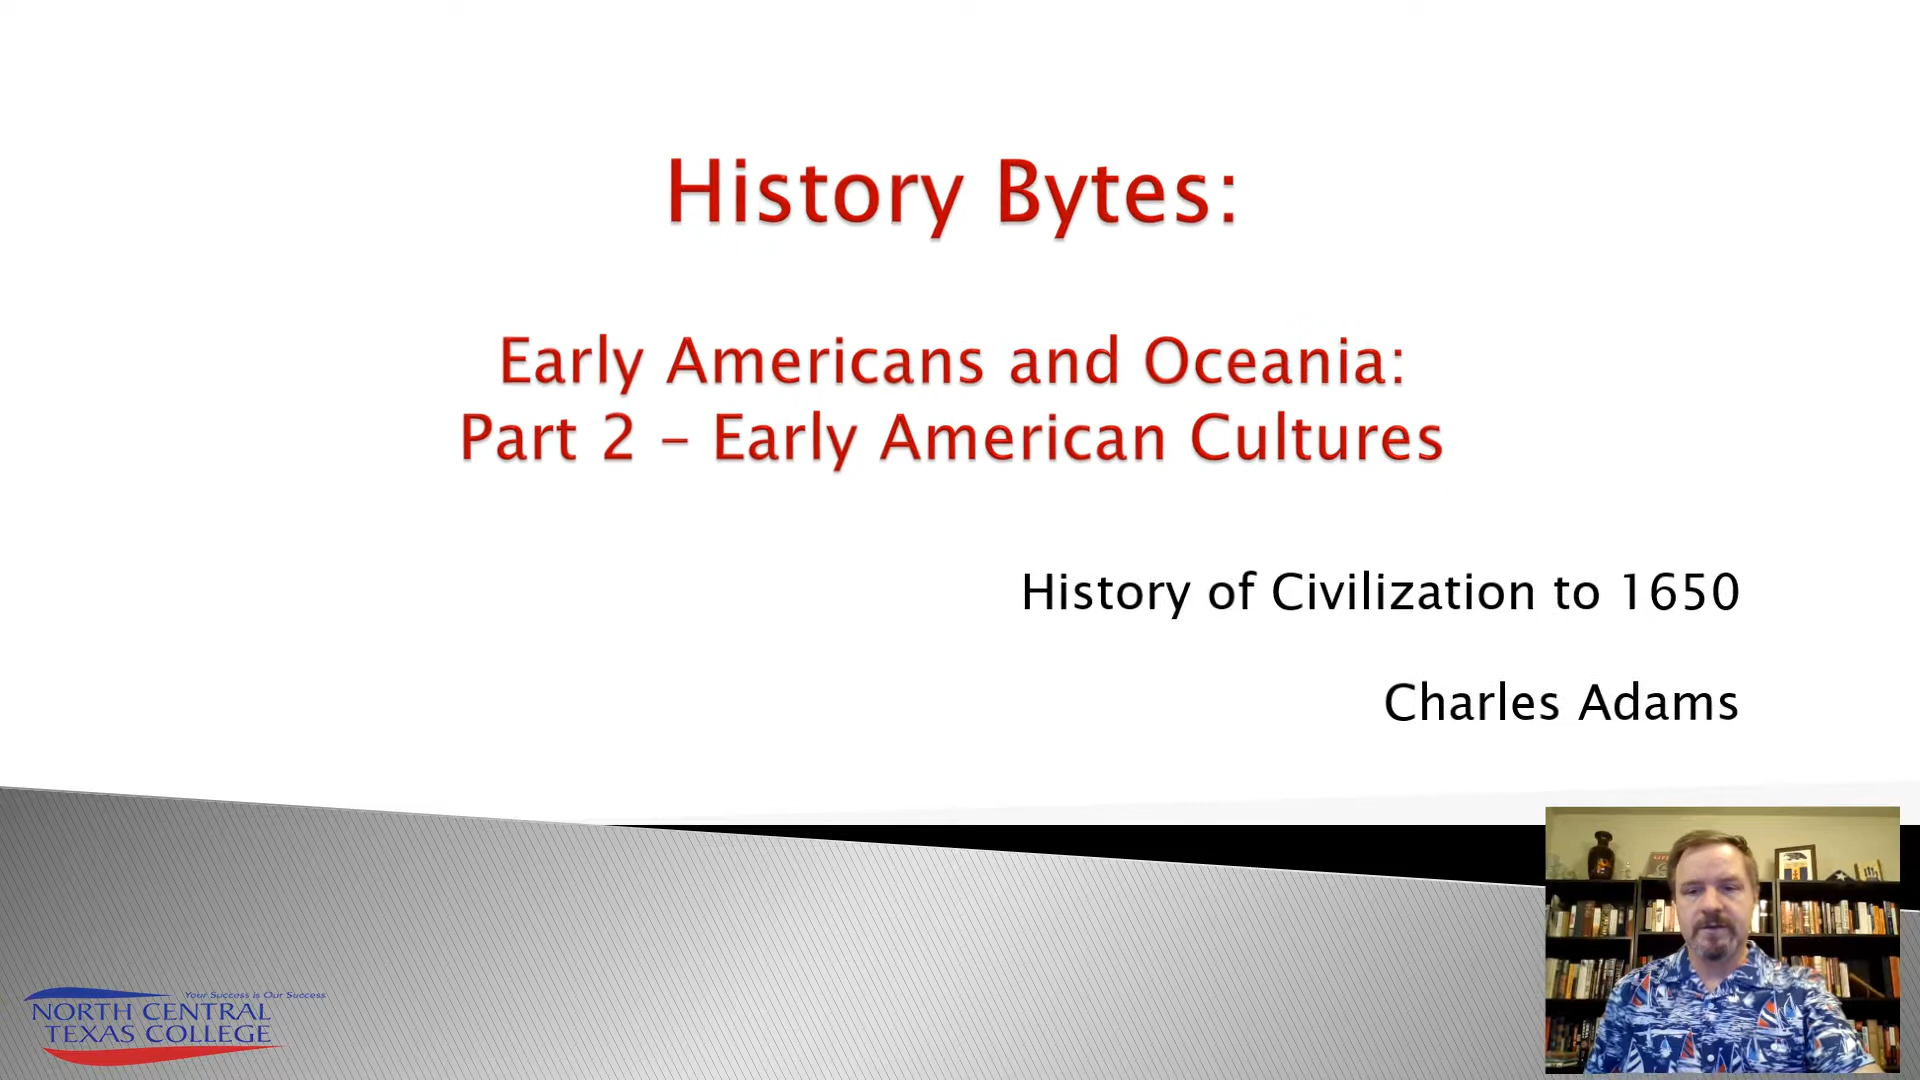 History Bytes:
Early Americans and Oceania:
Part 2 – Early American Cultures
History of Civilization to 1650
Charles Adams
Your Success is Our Success
NORTH CENTRAL
TEXAS COLLEGE